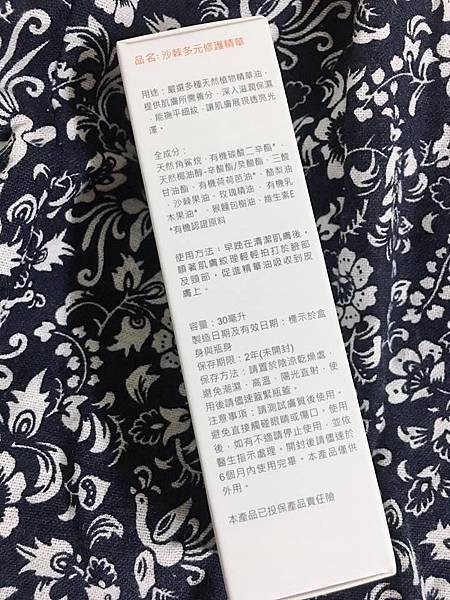 品名:沙棘多元修護精華
用途：嚴選多種天然植物精華油，
提供肌膚所需養分，深入滋潤保濕
，能撫平細紋，讓肌膚展現透亮光
澤。
全成分：
天然角鯊烷、有機碳酸二辛酯*、
天然椰油醇-辛酸酯/癸酸酯、三酸
甘油酯、有機荷荷芭油*、酪梨油
、沙棘果油、玫瑰精油*、有機乳
木果油*、猴麵包樹油、維生素E
*有機認證原料
使用方法：早晚在清潔肌膚後，
順著肌膚紋理輕輕拍打於臉部
及頸部，促進精華油吸收到皮
膚上。
容量：30毫升
製造日期及有效日期：標示於盒
身與瓶身
保存期限：2年(未開封)
保存方法：請置於陰涼乾燥處，
避免潮濕、高溫、陽光直射，使
用後請儘速蓋緊瓶蓋。
注意事項：請測試膚質後使用。
避免直接觸碰眼睛或傷口。使用
後，如有不適請停止使用，並依
醫生指示處理。開封後請儘速於
6個月內使用完畢。本產品僅供
外用。
本產品已投保產品責任險